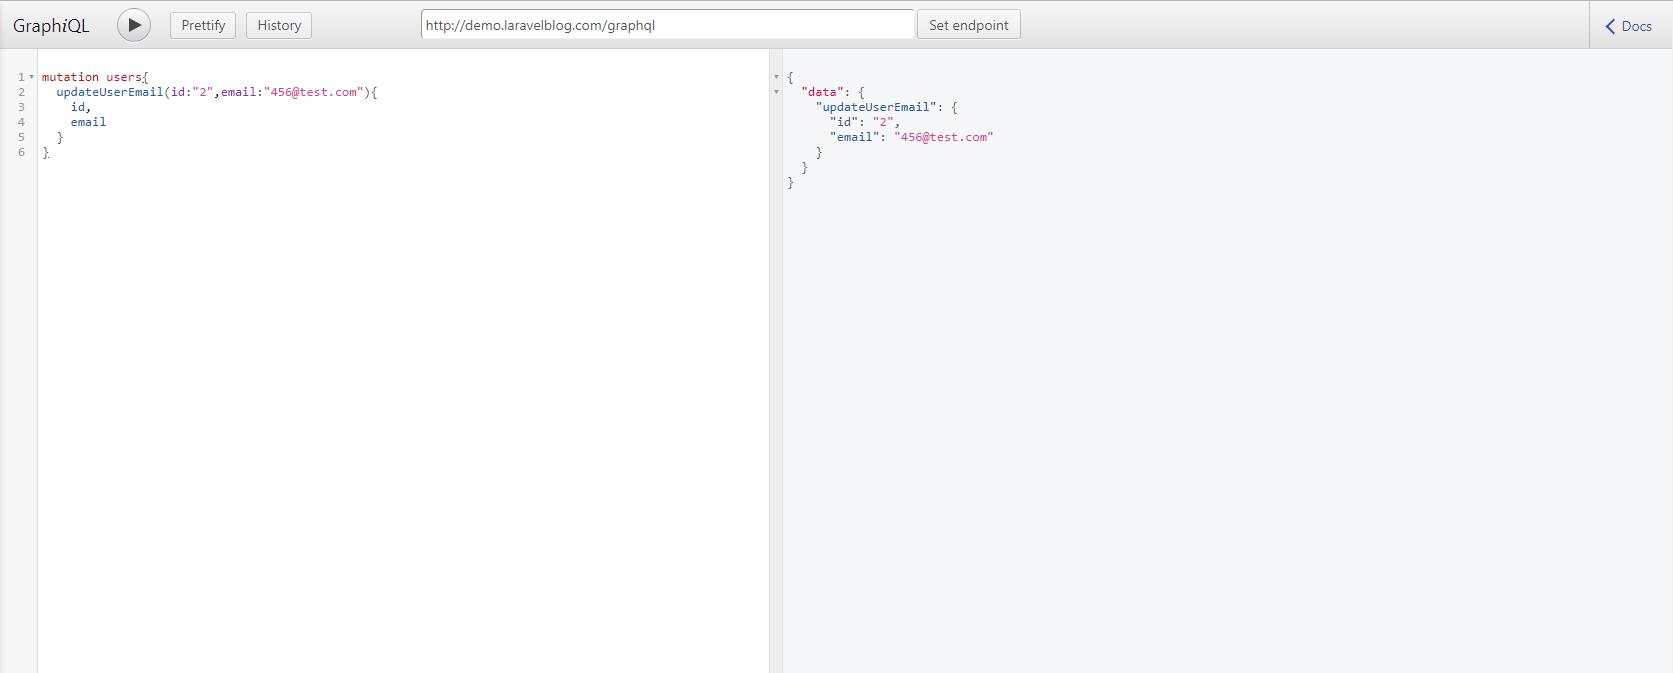 GraphiQL Prettify History http://demo.laravelblog.com/graphql Set endpoint Docs
1 mutation users{
2 updateUserEmail(id:"2",email:"456@test.com"){
3 id,
4 email
5 }
6 }
{
"data": {
"updateUserEmail": {
"id": "2",
"email": "456@test.com"
}
}
}